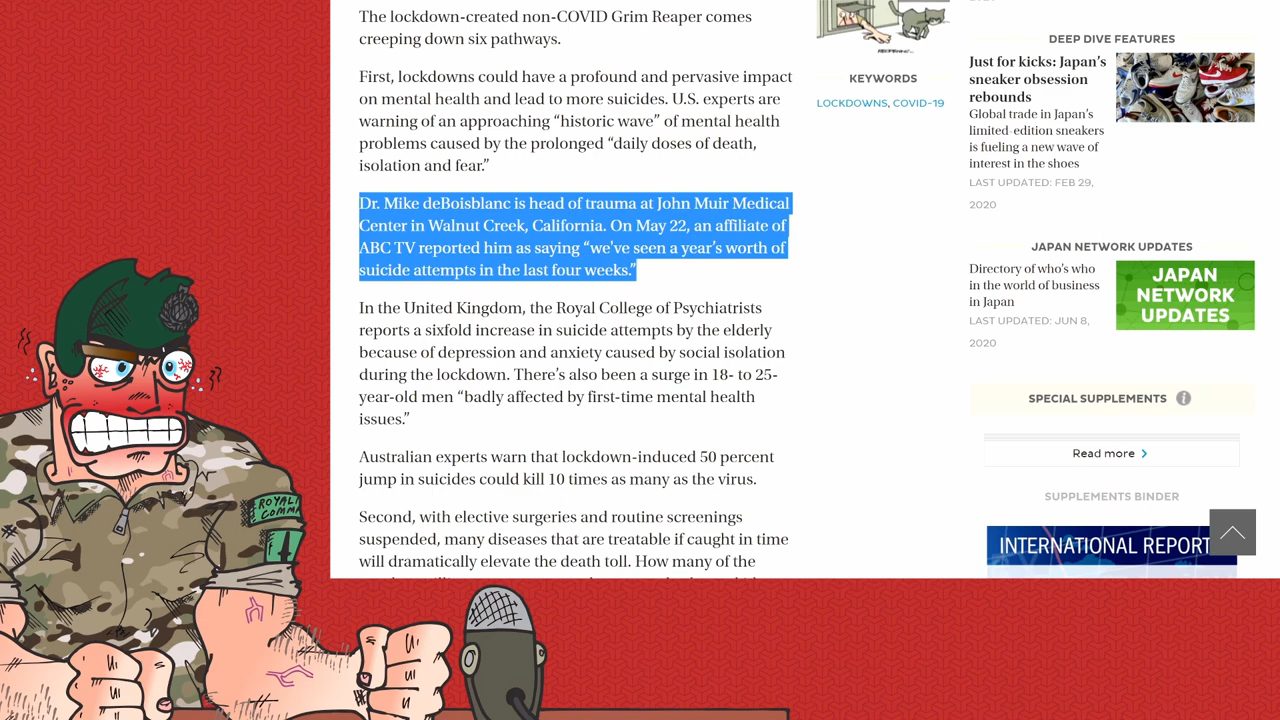 The lockdown-created non-COVID Grim Reaper comes
creeping down six pathways.
First, lockdowns could have a profound and pervasive impact
on mental health and lead to more suicides. U.S. experts are
warning of an approaching “historic wave” of mental health
problems caused by the prolonged “daily doses of death,
isolation and fear.”
Dr. Mike deBoisblanc is head of trauma at John Muir Medical
Center in Walnut Creek, California. On May 22, an affiliate of
ABC TV reported him as saying “we've seen a year’s worth of
suicide attempts in the last four weeks.”
In the United Kingdom, the Royal College of Psychiatrists
reports a sixfold increase in suicide attempts by the elderly
because of depression and anxiety caused by social isolation
during the lockdown. There’s also been a surge in 18- to 25-
year-old men “badly affected by first-time mental health
issues.”
Australian experts warn that lockdown-induced 50 percent
jump in suicides could kill 10 times as many as the virus.
Second, with elective surgeries and routine screenings
suspended, many diseases that are treatable if caught in time
will dramatically elevate the death toll. How many of the
KEYWORDS
LOCKDOWNS, COVID-19
DEEP DIVE FEATURES
Just for kicks: Japan’s
sneaker obsession
rebounds
Global trade in Japan’s
limited-edition sneakers
is fueling a new wave of
interest in the shoes
LAST UPDATED: FEB 29,
2020
JAPAN NETWORK UPDATES
Directory of who’s who
in the world of business
in Japan
LAST UPDATED: JUN 8,
2020
JAPAN
NETWORK
UPDATES
SPECIAL SUPPLEMENTS i
Read more
SUPPLEMENTS BINDER
INTERNATIONAL REPORT
ROYAL
COMMA